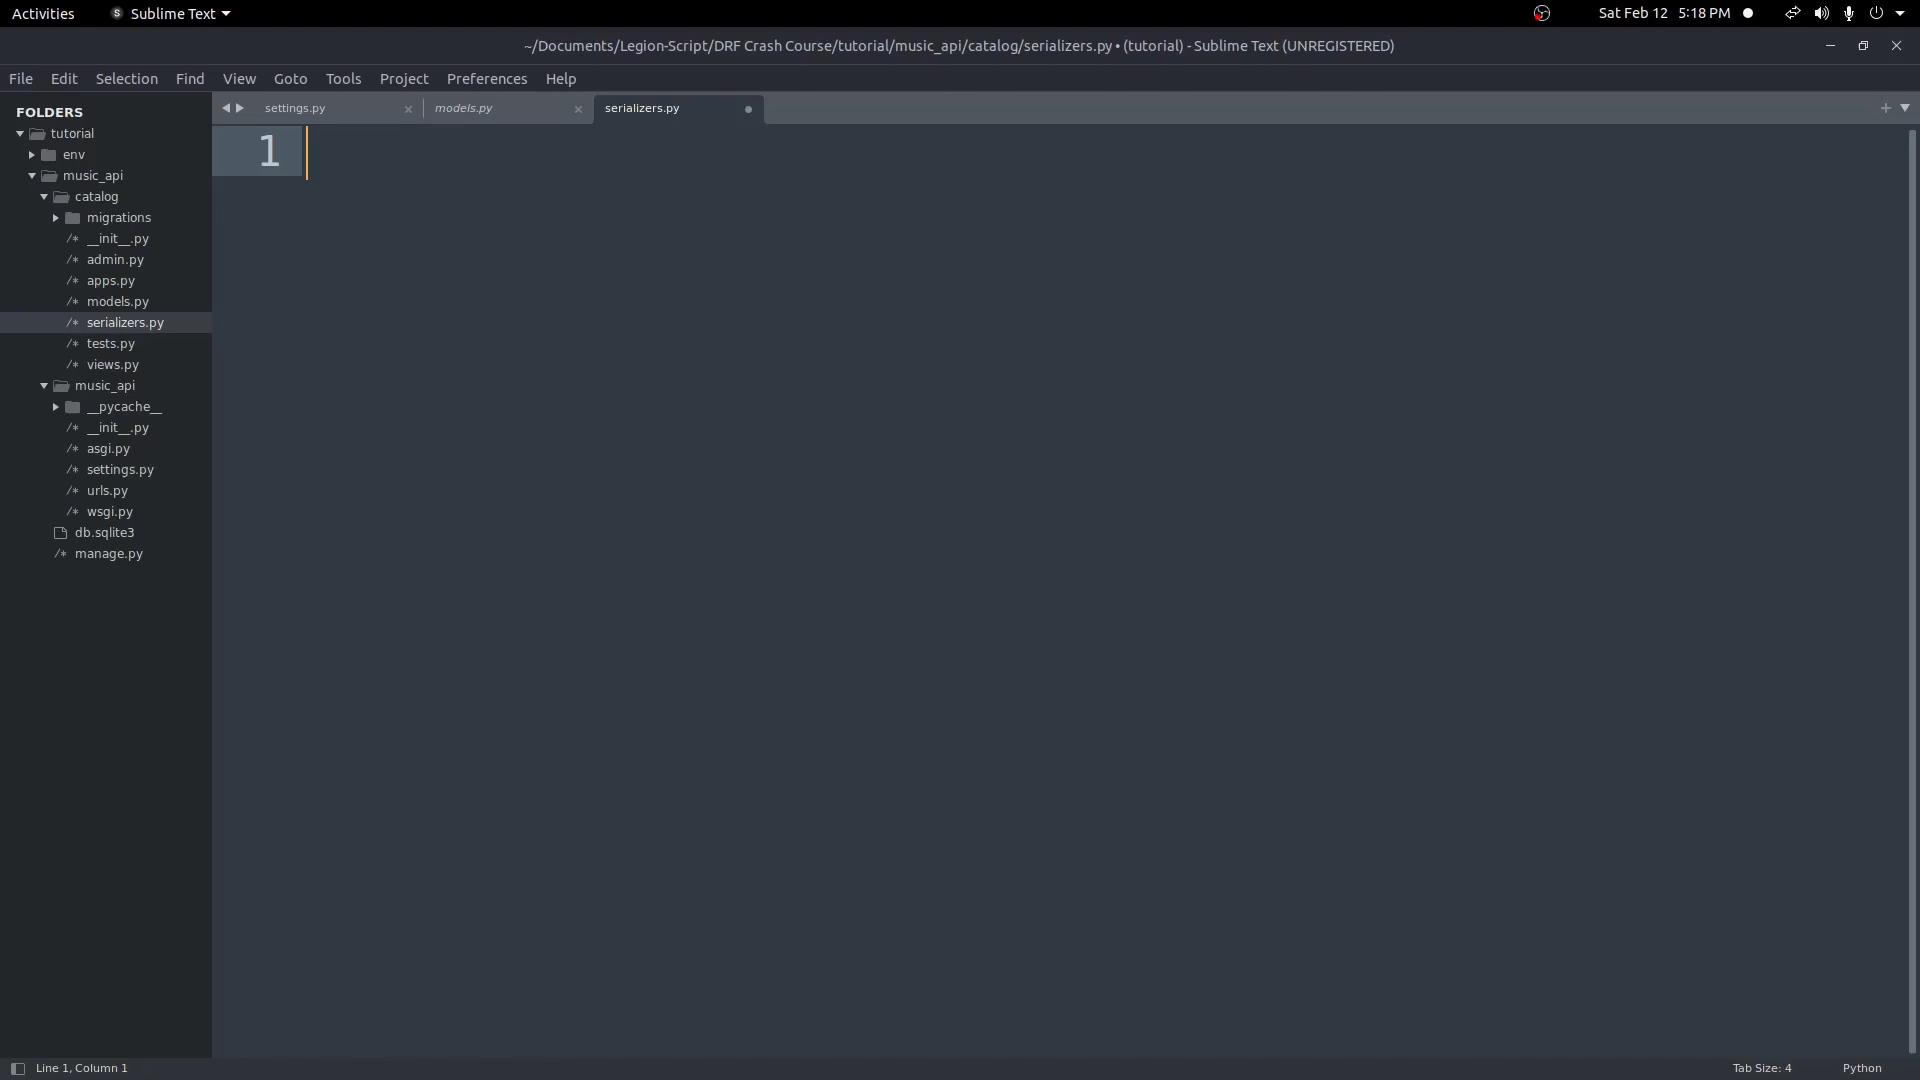 Activities Sublime Text Sat Feb 12 5:18 PM
~/Documents/Legion-Script/DRF Crash Course/tutorial/music_api/catalog/serializers.py • (tutorial) - Sublime Text (UNREGISTERED)
File Edit Selection Find View Goto Tools Project Preferences Help
settings.py models.py serializers.py
FOLDERS
tutorial
env
music_api
catalog
migrations
/* __init__.py
/* admin.py
/* apps.py
/* models.py
/* serializers.py
/* tests.py
/* views.py
music_api
__pycache__
/* __init__.py
/* asgi.py
/* settings.py
/* urls.py
/* wsgi.py
db.sqlite3
/* manage.py
1
Line 1, Column 1 Tab Size: 4 Python